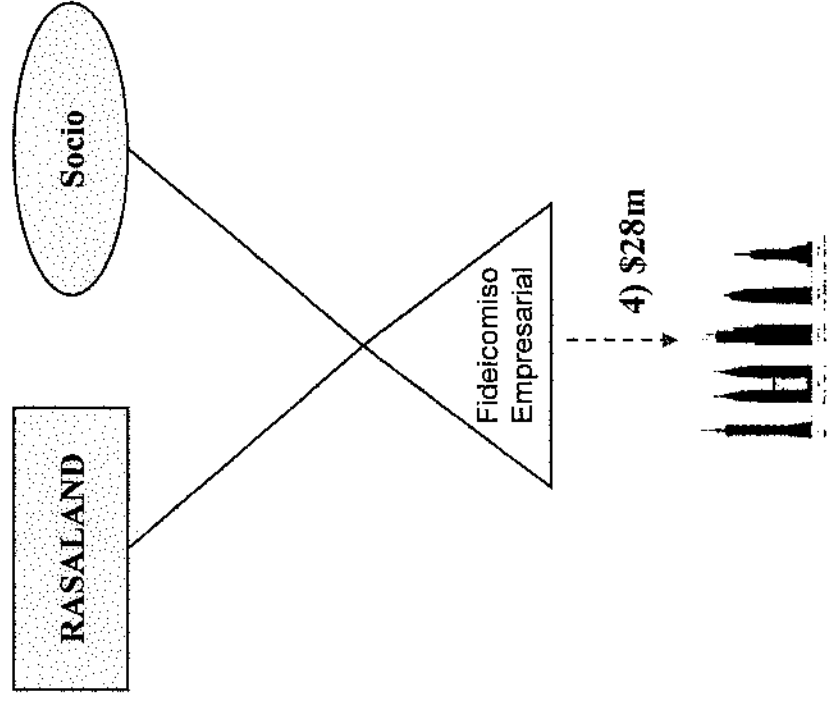 RASALAND
Socio
Fideicomiso
Empresarial
4) $28m